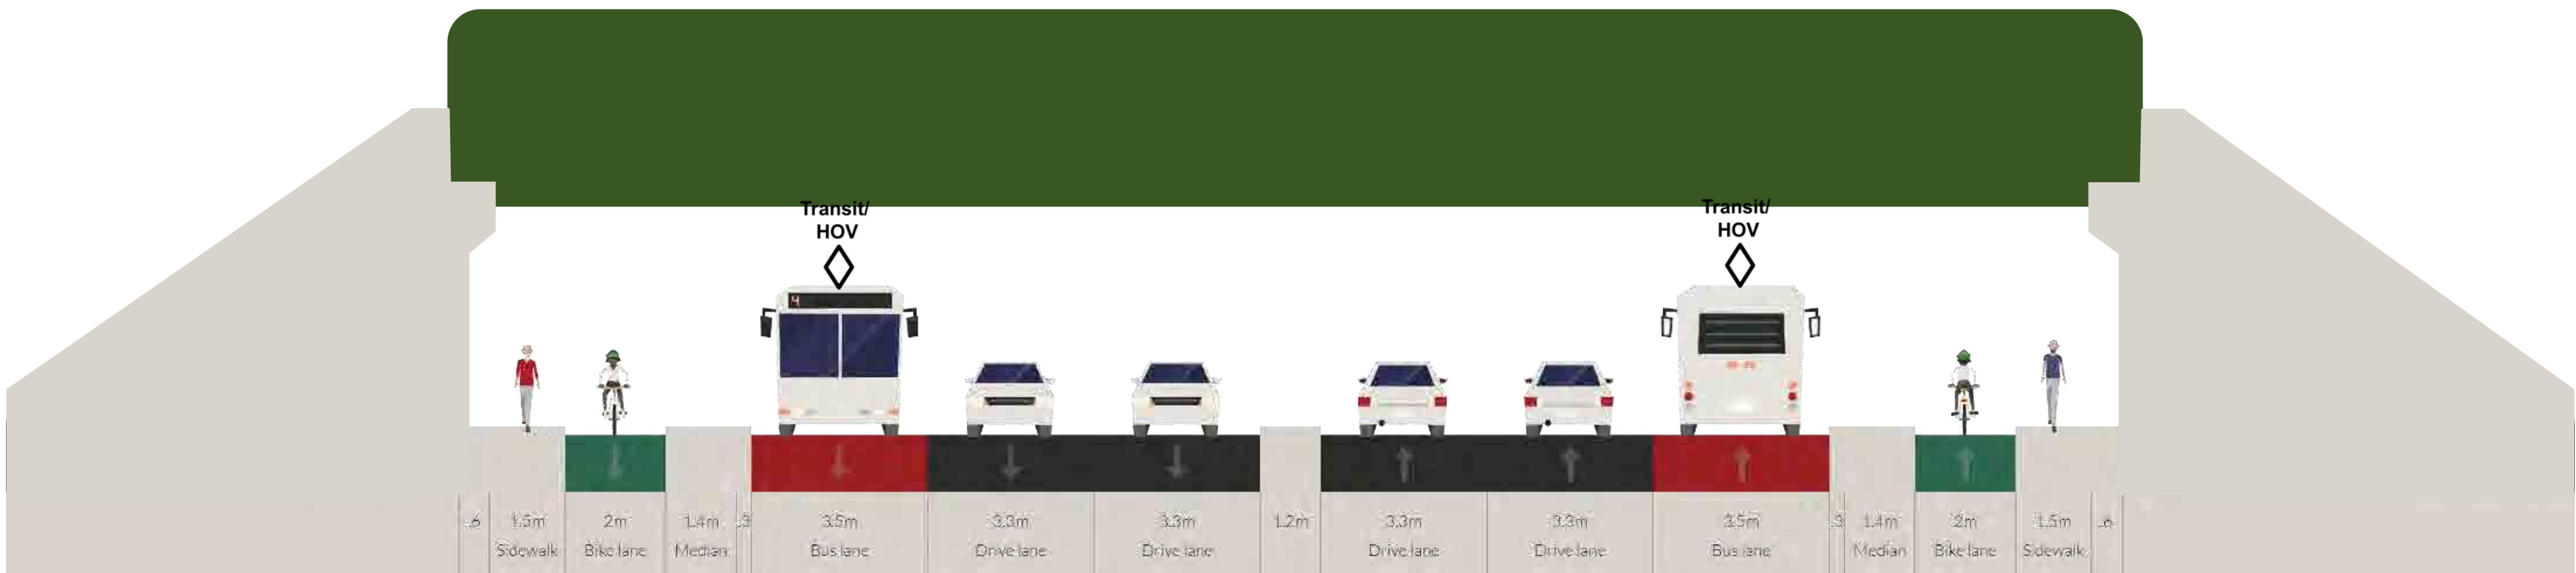 Transit/
HOV
Transit/
HOV
4
.6 1.5m 2m 1.4m .3 3.5m 3.3m 3.3m 1.2m 3.3m 3.3m 3.5m .3 1.4m 2m 1.5m .6
Sidewalk Bike lane Median Bus lane Drive lane Drive lane Drive lane Drive lane Bus lane Median Bike lane Sidewalk